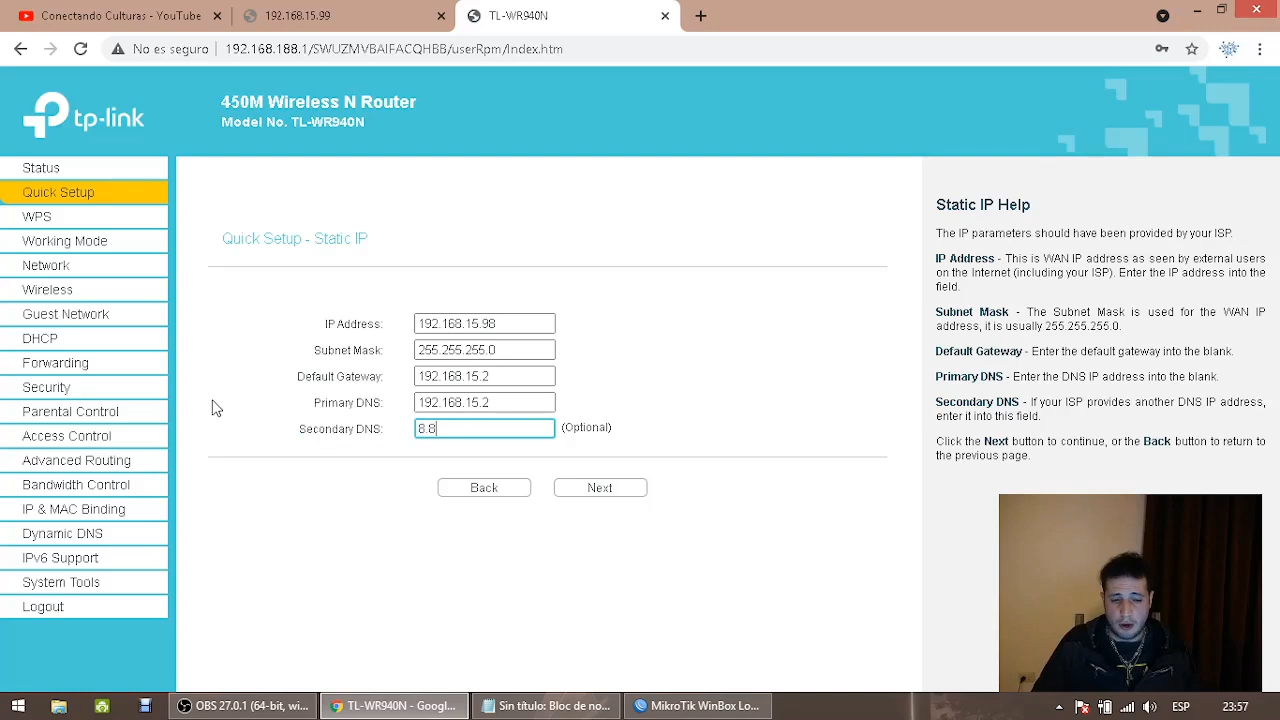 Conectando Culturas - YouTube
192.168.15.99
TL-WR940N
No es seguro
192.168.188.1/SWUZMVBAIFACQHBB/userRpm/Index.htm
tp-link
450M Wireless N Router
Model No. TL-WR940N
Status
Quick Setup
WPS
Working Mode
Network
Wireless
Guest Network
DHCP
Forwarding
Security
Parental Control
Access Control
Advanced Routing
Bandwidth Control
IP & MAC Binding
Dynamic DNS
IPv6 Support
System Tools
Logout
Quick Setup - Static IP
IP Address: 192.168.15.98
Subnet Mask: 255.255.255.0
Default Gateway: 192.168.15.2
Primary DNS: 192.168.15.2
Secondary DNS: 8.8 (Optional)
Back Next
Static IP Help
The IP parameters should have been provided by your ISP.
IP Address - This is WAN IP address as seen by external users
on the Internet (including your ISP). Enter the IP address into the
field.
Subnet Mask - The Subnet Mask is used for the WAN IP
address, it is usually 255.255.255.0.
Default Gateway - Enter the default gateway into the blank.
Primary DNS - Enter the DNS IP address into the blank.
Secondary DNS - If your ISP provides another DNS IP address,
enter it into this field.
Click the Next button to continue, or the Back button to return to
the previous page.
OBS 27.0.1 (64-bit, wi...
TL-WR940N - Googl...
Sin título: Bloc de no...
MikroTik WinBox Lo...
ESP
23:57